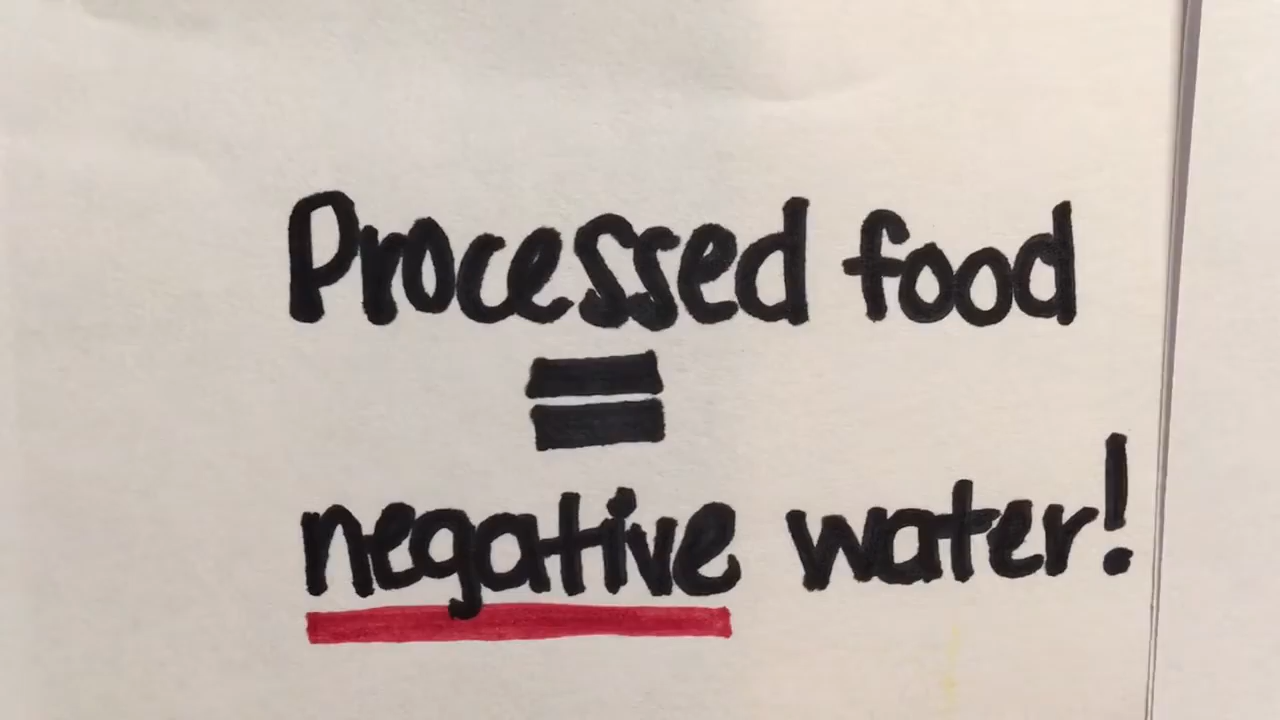 Processed food
=
negative water!